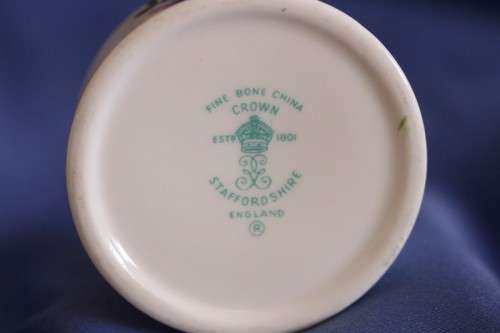 FINE BONE CHINA
CROWN
ESTD. 1801
STAFFORDSHIRE
ENGLAND
®